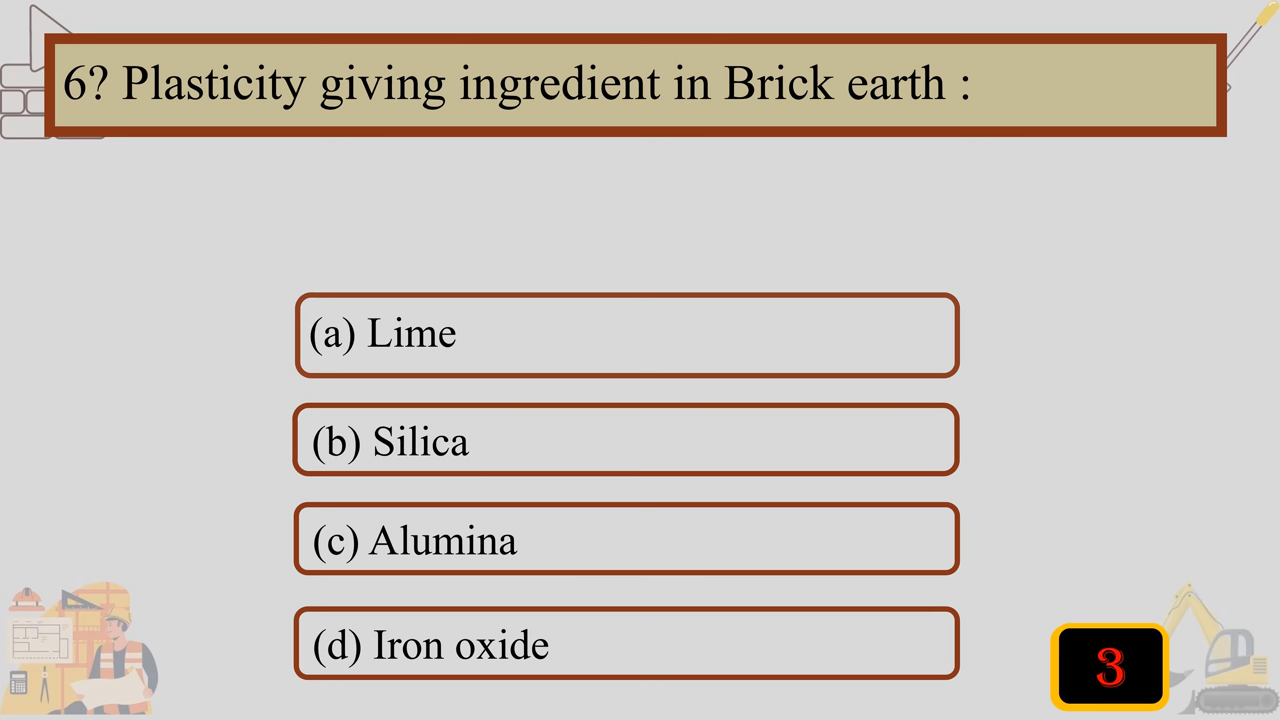 6? Plasticity giving ingredient in Brick earth :
(a) Lime
(b) Silica
(c) Alumina
(d) Iron oxide
3